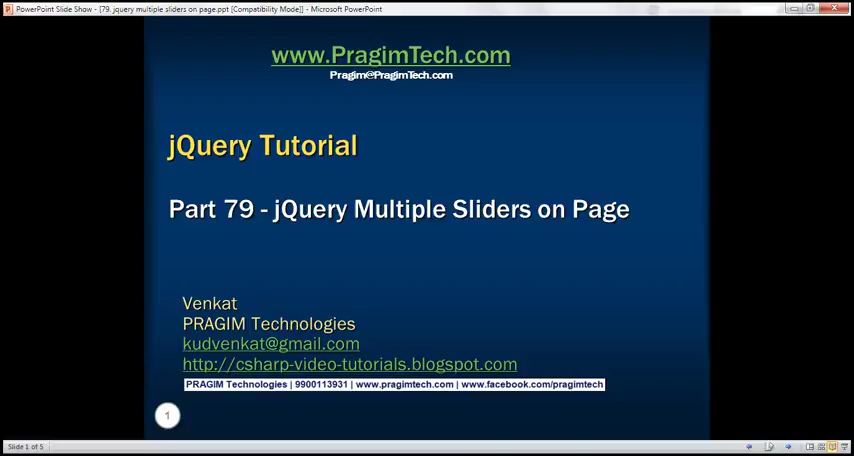 PowerPoint Slide Show - [79. jquery multiple sliders on page.ppt [Compatibility Mode]] - Microsoft PowerPoint
www.PragimTech.com
Pragim@PragimTech.com
jQuery Tutorial
Part 79 - jQuery Multiple Sliders on Page
Venkat
PRAGIM Technologies
kudvenkat@gmail.com
http://csharp-video-tutorials.blogspot.com
PRAGIM Technologies | 9900113931 | www.pragimtech.com | www.facebook.com/pragimtech
1
Slide 1 of 5